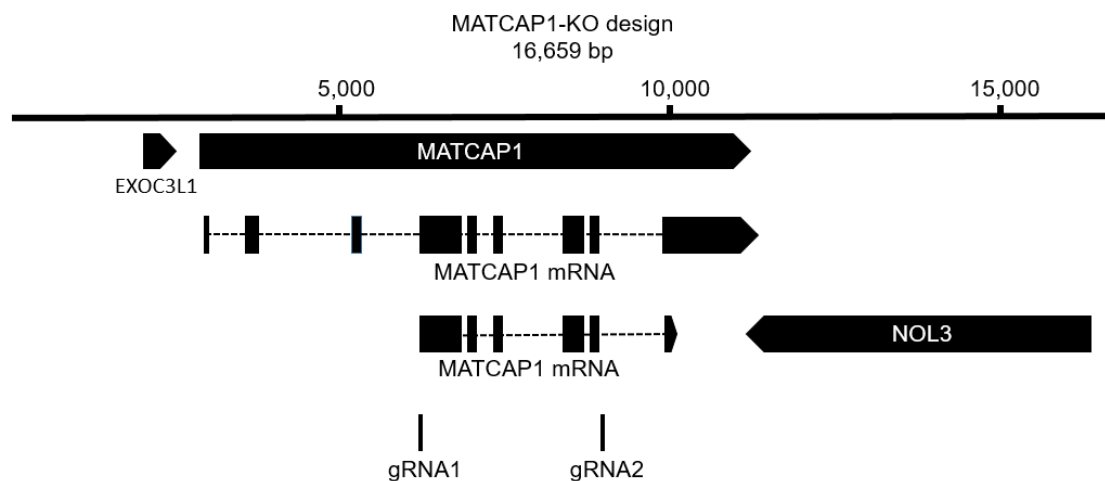 MATCAP1-KO design
16,659 bp
5,000 10,000 15,000
MATCAP1
EXOC3L1
MATCAP1 mRNA
NOL3
MATCAP1 mRNA
gRNA1 gRNA2